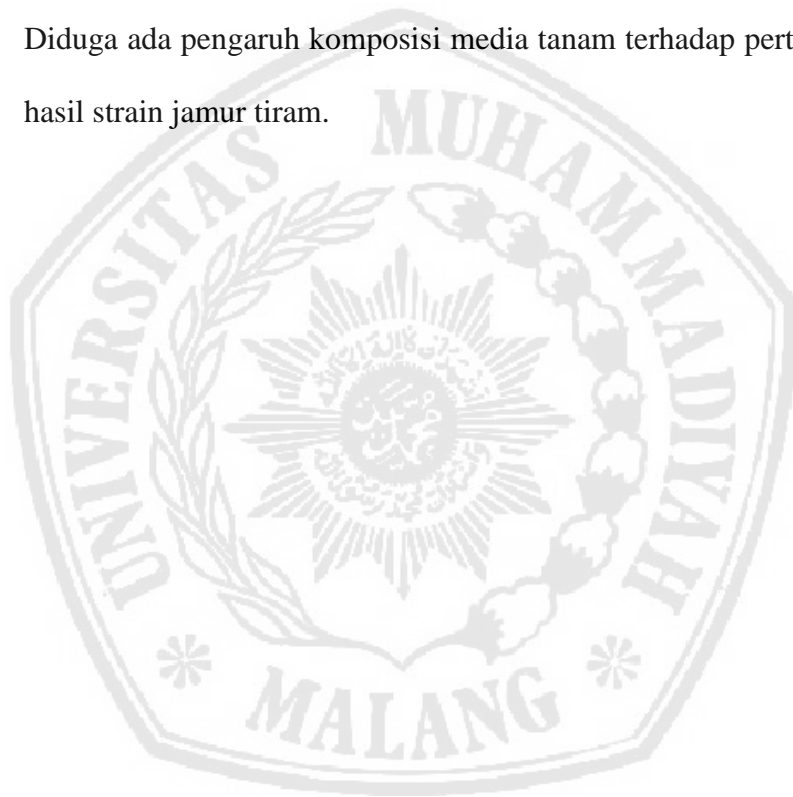 Diduga ada pengaruh komposisi media tanam terhadap pert
hasil strain jamur tiram.
UNIVERSITAS MUHAMMADIYAH
MALANG